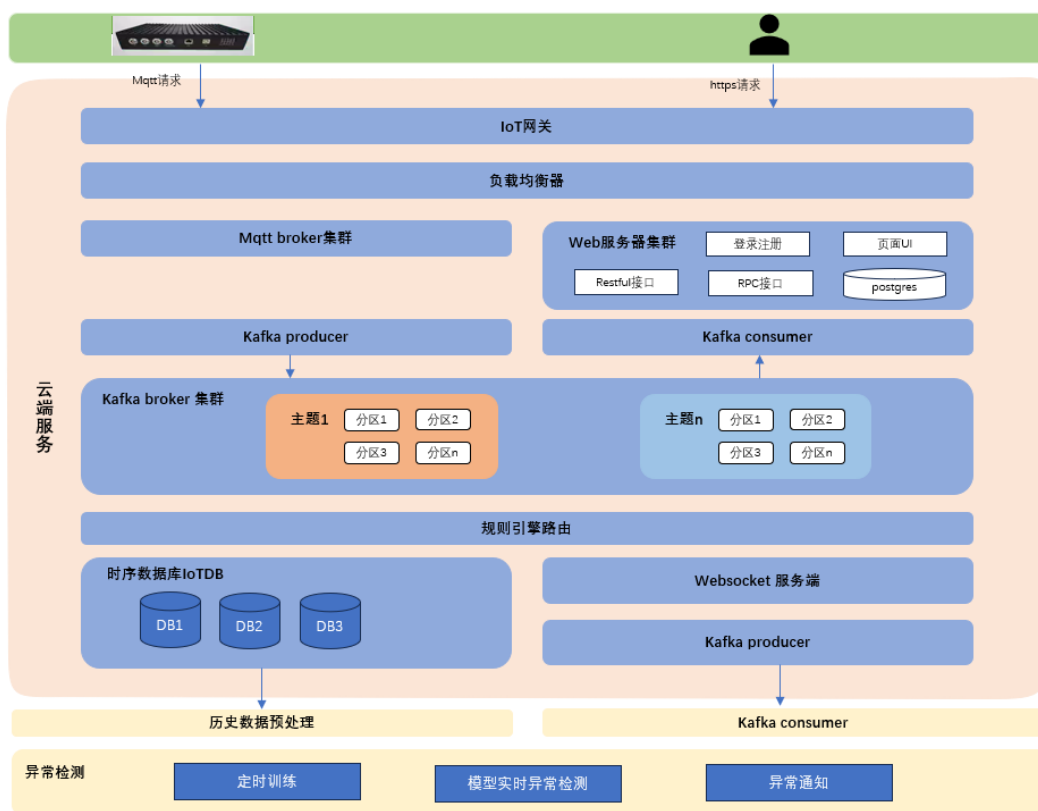 Mqtt请求
https请求
IoT网关
负载均衡器
Mqtt broker集群
Web服务器集群
登录注册
页面UI
Restful接口
RPC接口
postgres
Kafka producer
Kafka consumer
云端服务
Kafka broker 集群
主题1
分区1
分区2
分区3
分区n
主题n
分区1
分区2
分区3
分区n
规则引擎路由
时序数据库IoTDB
DB1
DB2
DB3
Websocket 服务端
Kafka producer
历史数据预处理
Kafka consumer
异常检测
定时训练
模型实时异常检测
异常通知